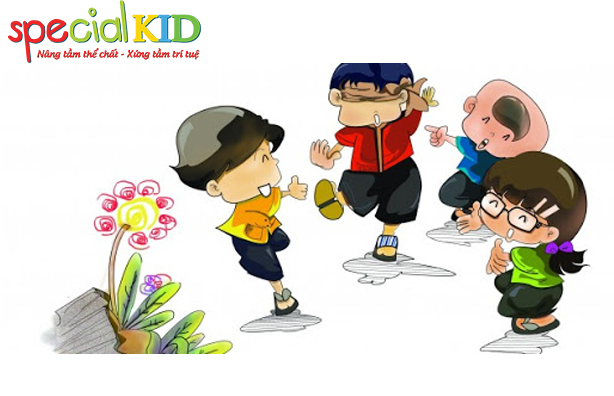 specialKID
Nâng tầm thể chất - Xứng tầm trí tuệ